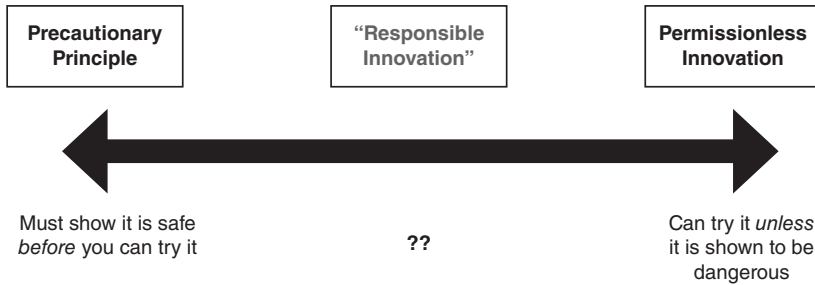 Precautionary
Principle
“Responsible
Innovation”
Permissionless
Innovation
Must show it is safe
before you can try it
??
Can try it unless
it is shown to be
dangerous